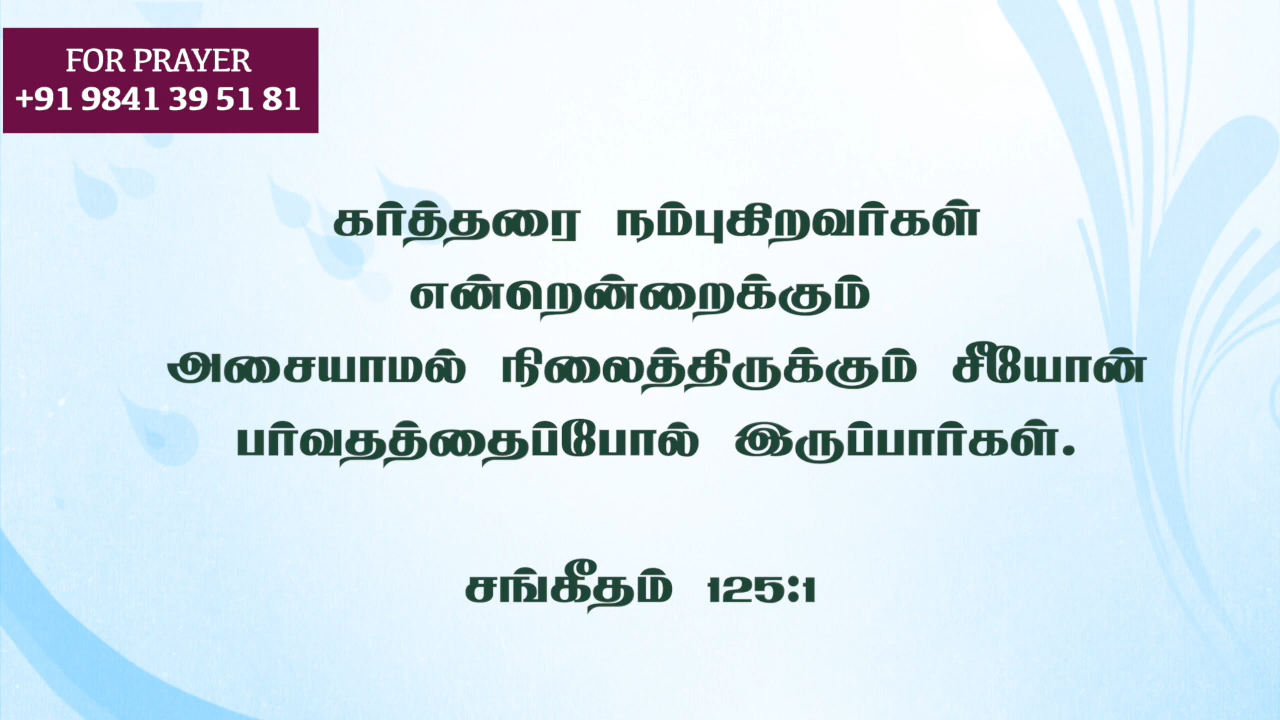 FOR PRAYER
+91 9841 39 51 81
கர்த்தரை நம்புகிறவர்கள்
என்றென்றைக்கும்
அசையாமல் நிலைத்திருக்கும் சீயோன்
பர்வதத்தைப்போல் இருப்பார்கள்.
சங்கீதம் 125:1